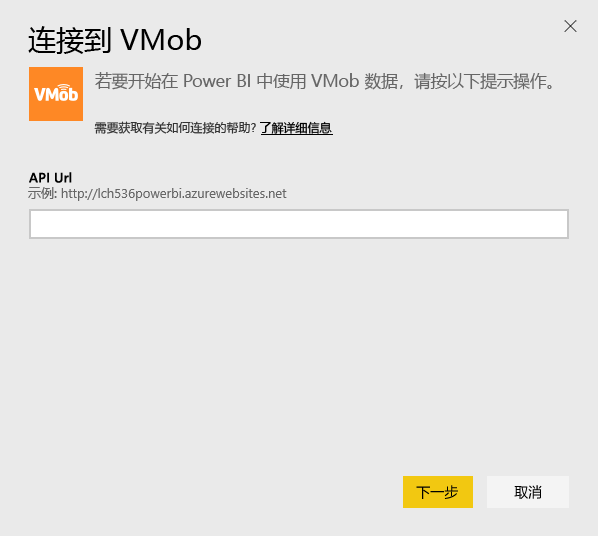 连接到 VMob
VMob
若要开始在 Power BI 中使用 VMob 数据，请按以下提示操作。
需要获取有关如何连接的帮助? 了解详细信息
API Url
示例: http://lch536powerbi.azurewebsites.net
下一步
取消